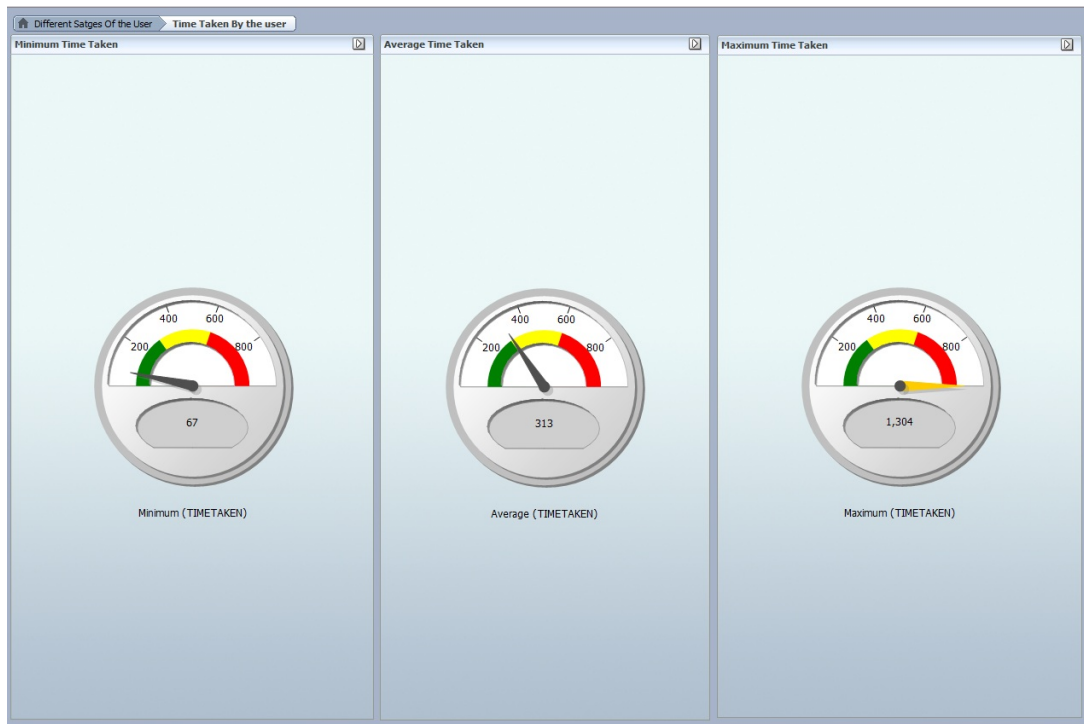 Different Satges Of the User
Time Taken By the user
Minimum Time Taken
200
400
600
800
67
Minimum (TIMETAKEN)
Average Time Taken
200
400
600
800
313
Average (TIMETAKEN)
Maximum Time Taken
200
400
600
800
1,304
Maximum (TIMETAKEN)